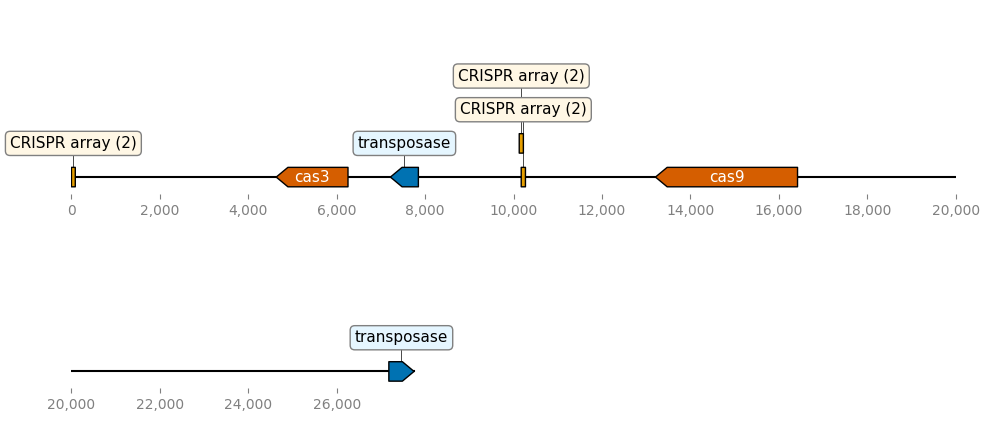 CRISPR array (2)
CRISPR array (2)
CRISPR array (2)
transposase
cas3
cas9
0 2,000 4,000 6,000 8,000 10,000 12,000 14,000 16,000 18,000 20,000
transposase
20,000 22,000 24,000 26,000